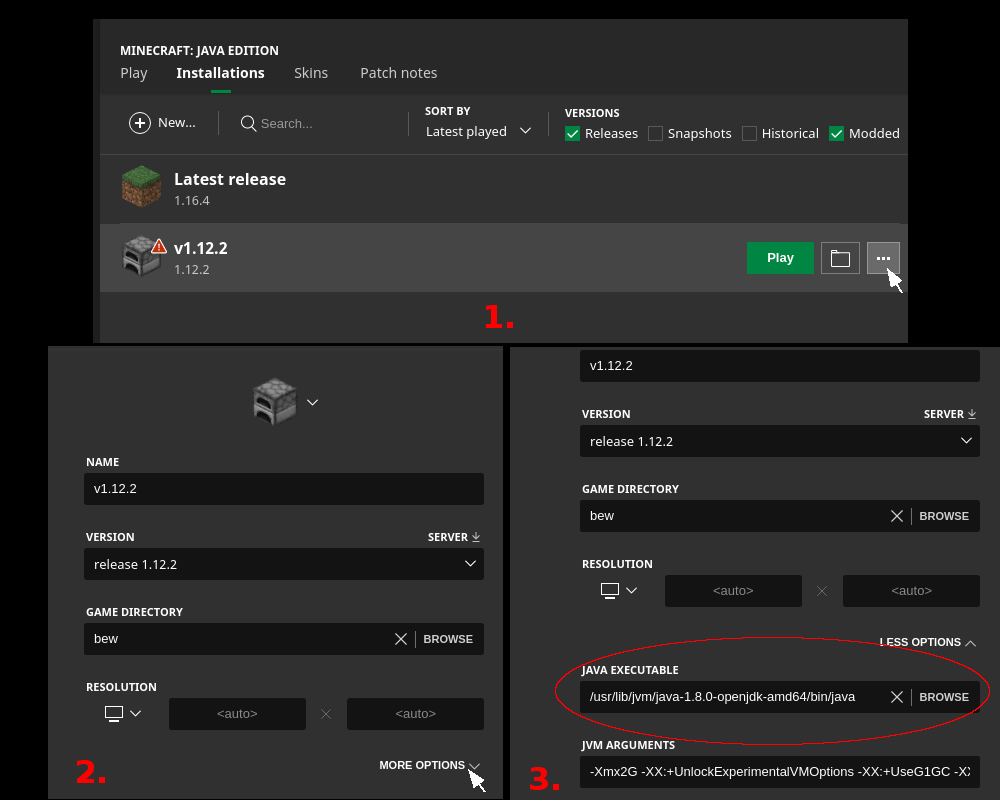 MINECRAFT: JAVA EDITION
Play Installations Skins Patch notes
New... Search... SORT BY Latest played VERSIONS Releases Snapshots Historical Modded
Latest release
1.16.4
v1.12.2
1.12.2
Play
1.
NAME
v1.12.2
VERSION SERVER
release 1.12.2
GAME DIRECTORY
bew BROWSE
RESOLUTION
<auto> <auto>
MORE OPTIONS
2.
v1.12.2
VERSION SERVER
release 1.12.2
GAME DIRECTORY
bew BROWSE
RESOLUTION
<auto> <auto>
LESS OPTIONS
JAVA EXECUTABLE
/usr/lib/jvm/java-1.8.0-openjdk-amd64/bin/java BROWSE
JVM ARGUMENTS
-Xmx2G -XX:+UnlockExperimentalVMOptions -XX:+UseG1GC -XX
3.